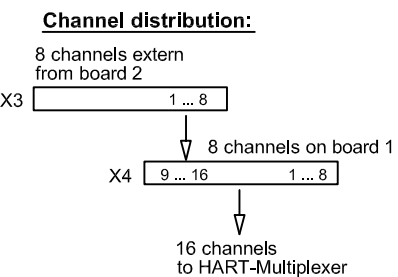 Channel distribution:
8 channels extern
from board 2
X3
1 ... 8
8 channels on board 1
X4
9 ... 16
1 ... 8
16 channels
to HART-Multiplexer